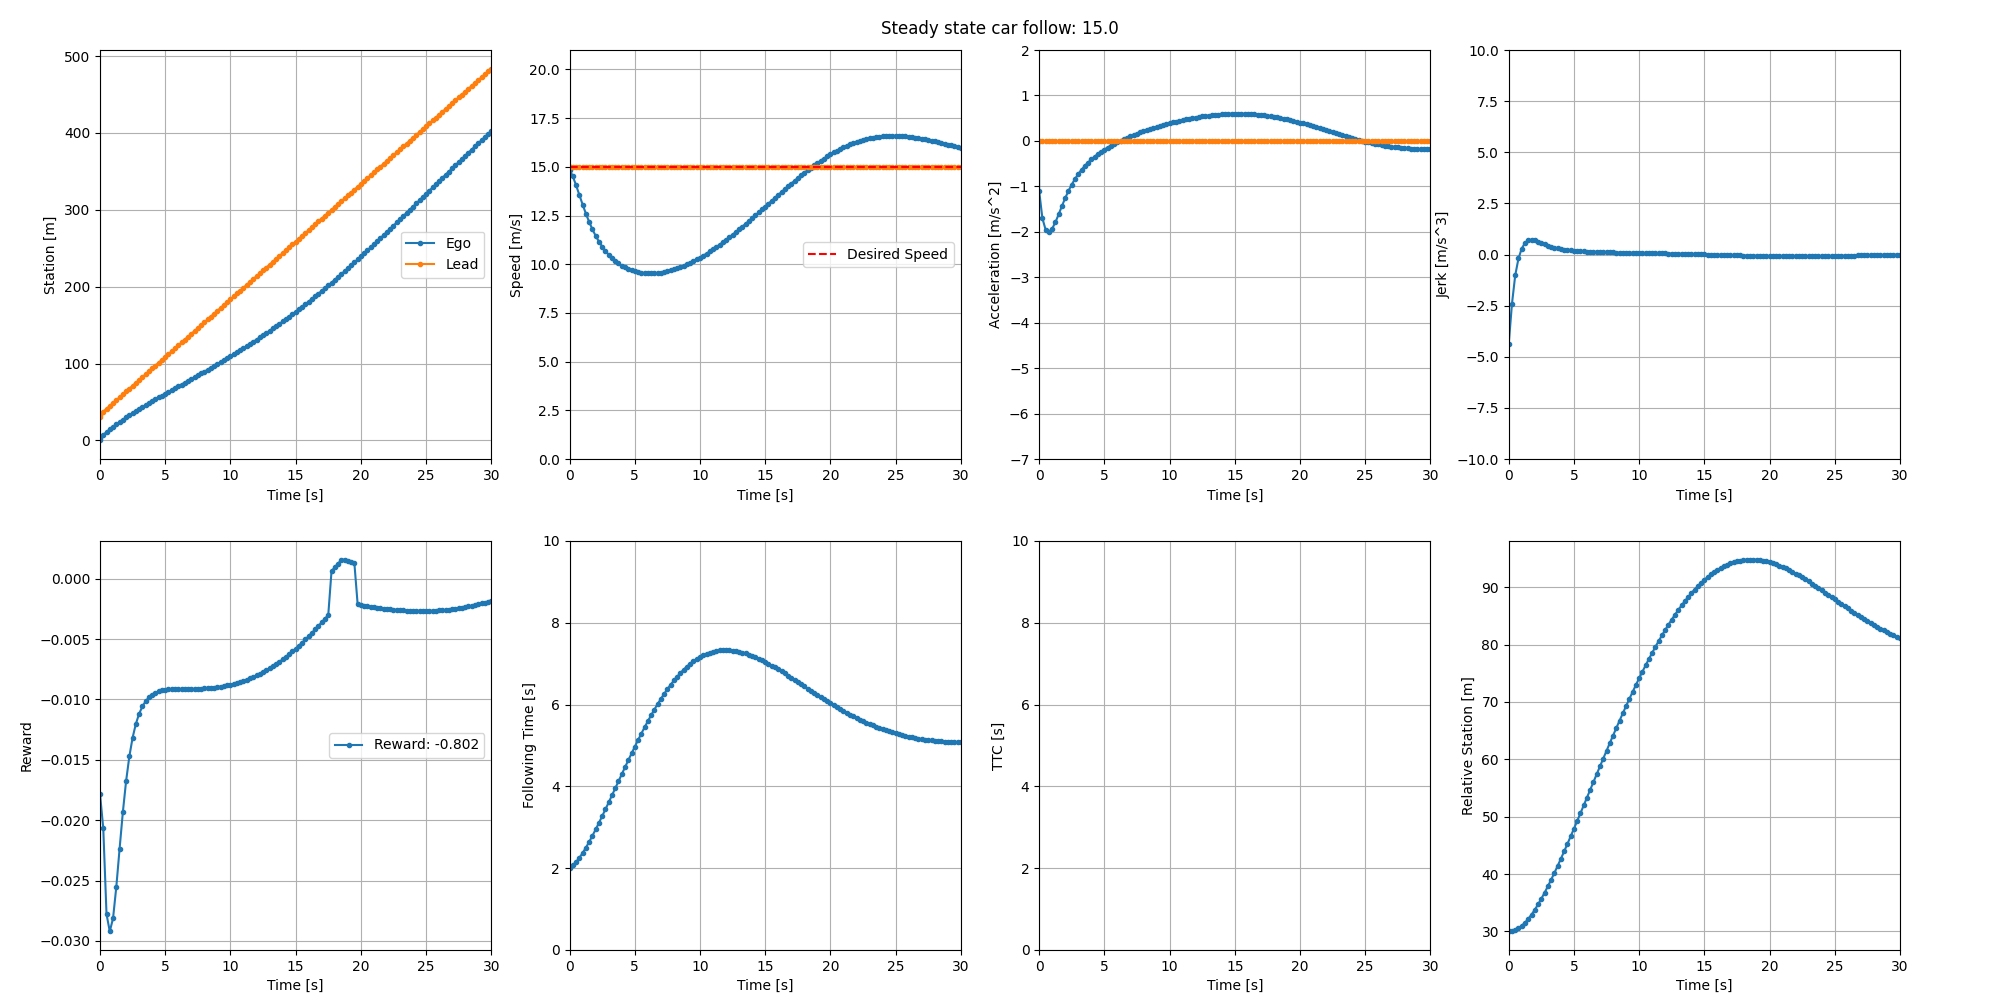 Steady state car follow: 15.0
Station [m]
500
400
300
200
100
0
Ego
Lead
0 5 10 15 20 25 30
Time [s]
Speed [m/s]
20.0
17.5
15.0
12.5
10.0
7.5
5.0
2.5
0.0
Desired Speed
0 5 10 15 20 25 30
Time [s]
Acceleration [m/s^2]
2
1
0
−1
−2
−3
−4
−5
−6
−7
0 5 10 15 20 25 30
Time [s]
Jerk [m/s^3]
10.0
7.5
5.0
2.5
0.0
−2.5
−5.0
−7.5
−10.0
0 5 10 15 20 25 30
Time [s]
Reward
0.000
−0.005
−0.010
−0.015
−0.020
−0.025
−0.030
Reward: -0.802
0 5 10 15 20 25 30
Time [s]
Following Time [s]
10
8
6
4
2
0
0 5 10 15 20 25 30
Time [s]
TTC [s]
10
8
6
4
2
0
0 5 10 15 20 25 30
Time [s]
Relative Station [m]
90
80
70
60
50
40
30
0 5 10 15 20 25 30
Time [s]